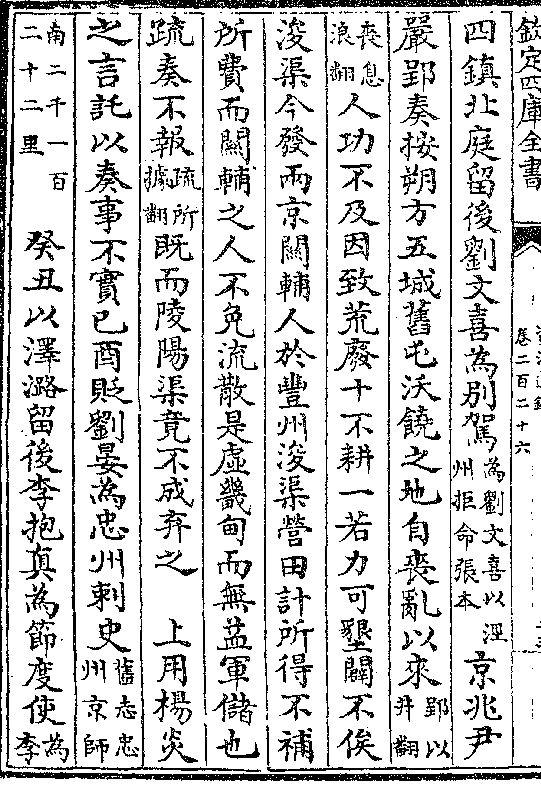 欽定四庫全書
卷二百二十六
四鎮北庭留後劉文喜為別駕為劉文喜以涇州拒命張本　京兆尹
嚴郢奏按朔方五城舊屯沃饒之地自喪亂以來郢以井翻
喪息浪翻人功不及因致荒廢十不耕一若力可墾闢不俟
浚渠今發兩京關輔人於豐州浚渠營田計所得不補
所費而關輔之人不免流散是虛畿甸而無益軍儲也
疏奏不報疏所據翻既而陵陽渠竟不成弃之　上用楊炎
之言託以奏事不實己酉貶劉晏為忠州刺史舊志忠州京師
南二千一百二十二里　癸丑以澤潞留後李抱真為節度使為李